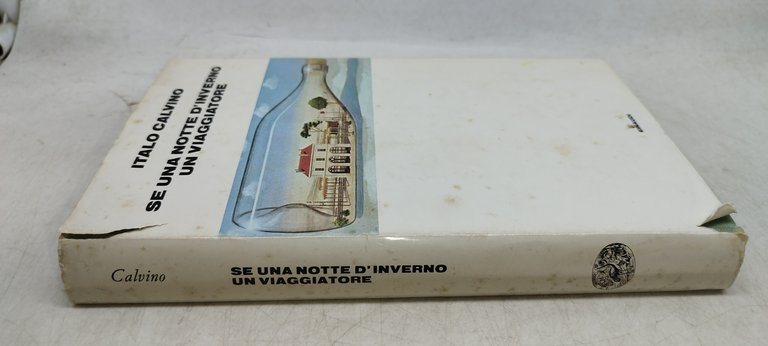 ITALO CALVINO
SE UNA NOTTE D'INVERNO
UN VIAGGIATORE
Calvino
SE UNA NOTTE D'INVERNO
UN VIAGGIATORE